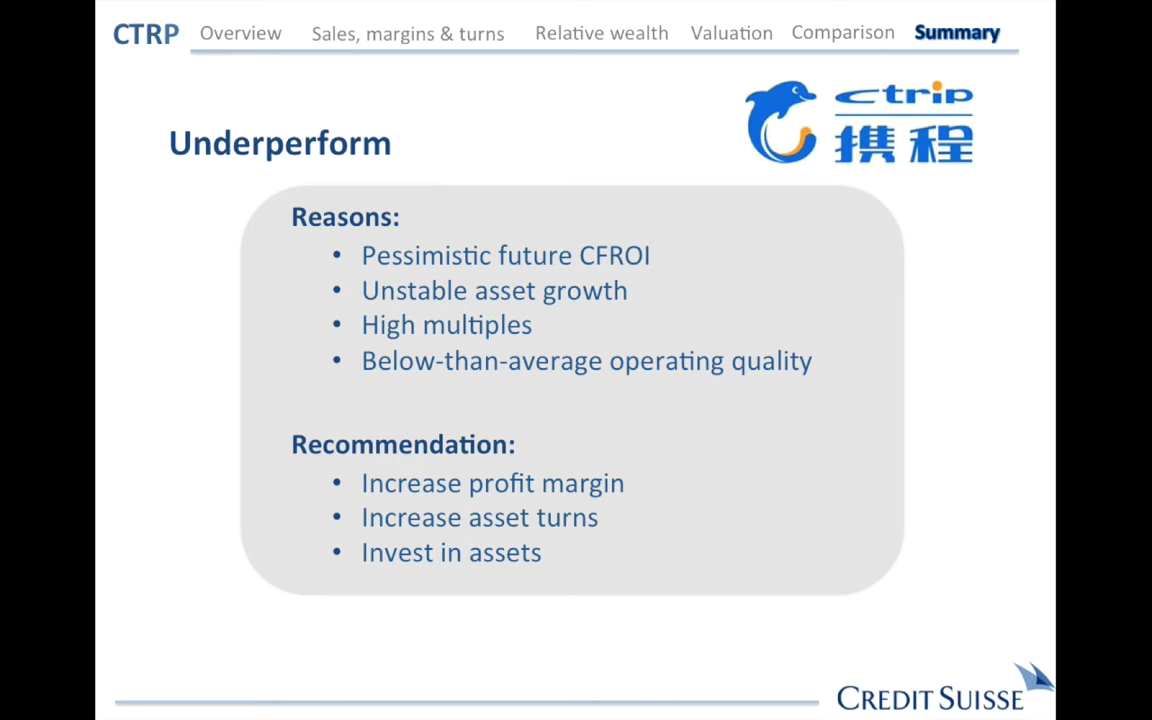 CTRP Overview Sales, margins & turns Relative wealth Valuation Comparison Summary
ctrip
携程
Underperform
Reasons:
• Pessimistic future CFROI
• Unstable asset growth
• High multiples
• Below-than-average operating quality
Recommendation:
• Increase profit margin
• Increase asset turns
• Invest in assets
CREDIT SUISSE